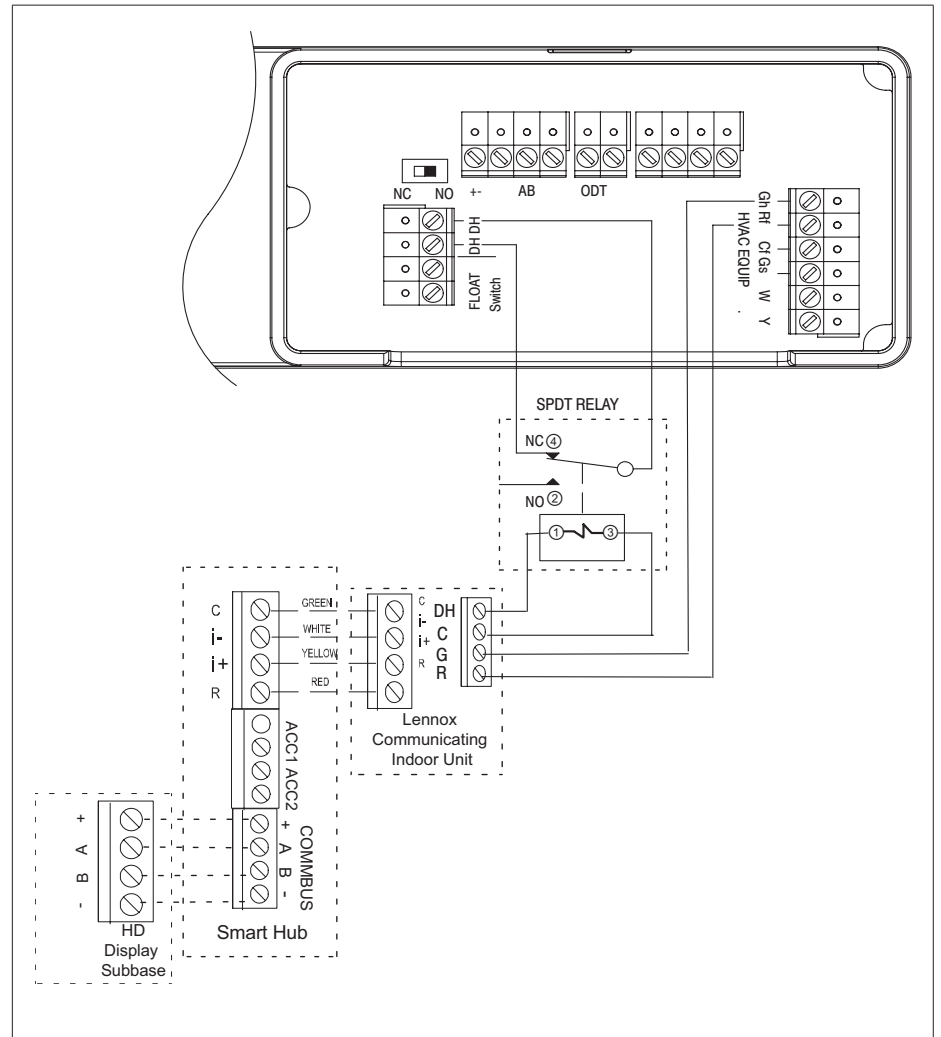 NC NO +- AB ODT
DH DH
FLOAT
Switch
Gh Rf Cf Gs W Y
HVAC EQUIP
.
SPDT RELAY
NC ④
NO ②
① ③
C GREEN C DH
i- WHITE i- C
i+ YELLOW i+ G
R RED R R
Lennox
Communicating
Indoor Unit
ACC1 ACC2
+ A B -
COMMBUS
Smart Hub
+ A B -
HD
Display
Subbase